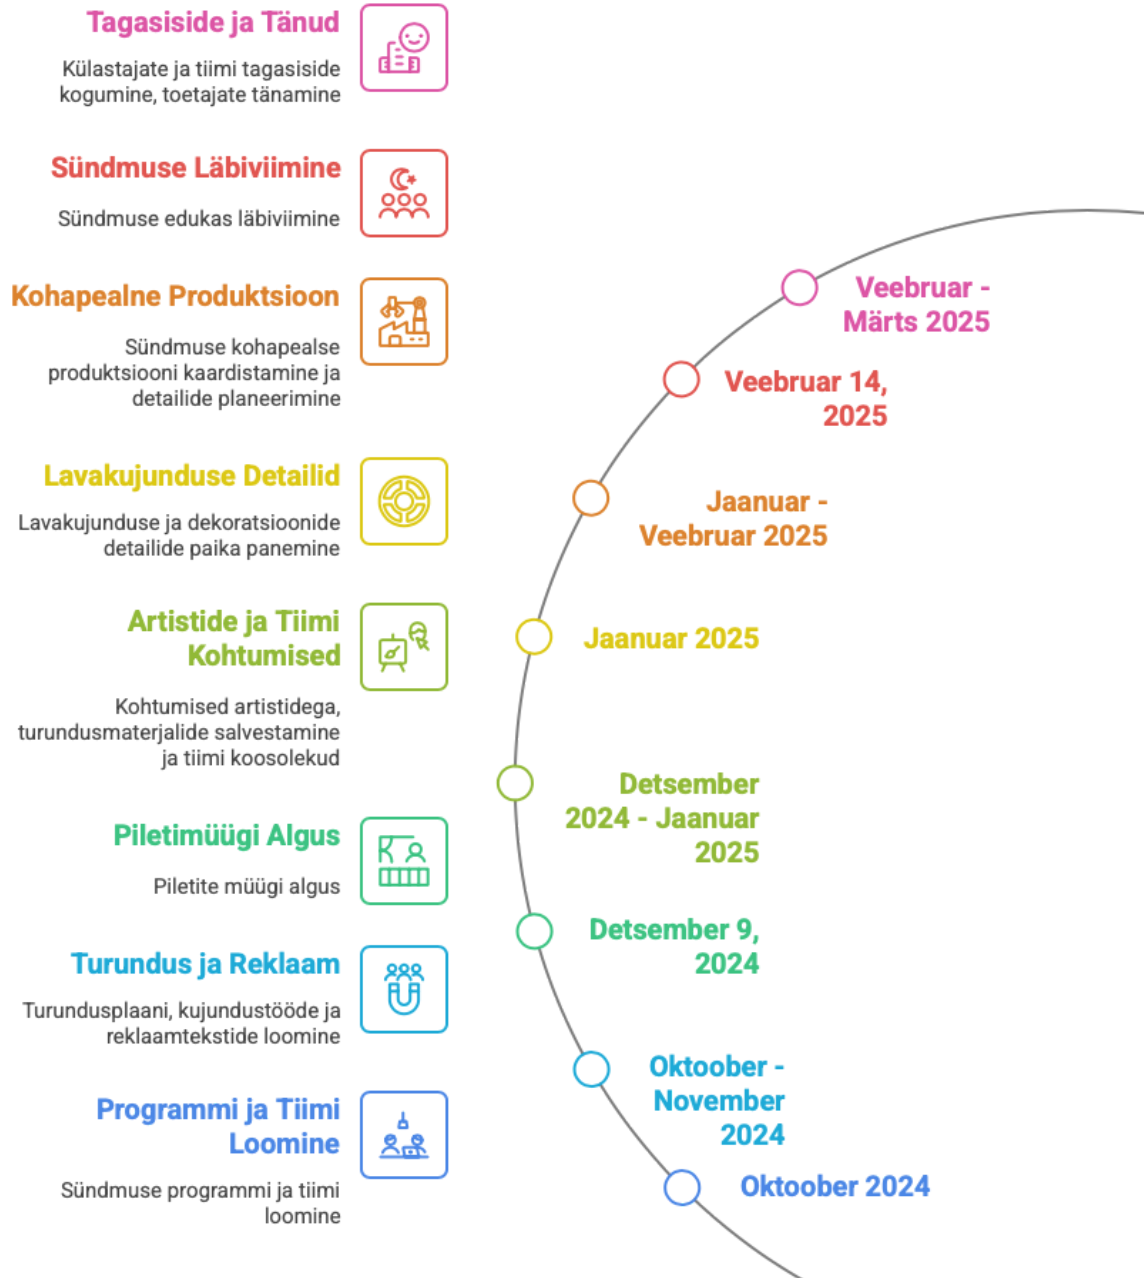 Tagasiside ja Tänud
Külastajate ja tiimi tagasiside
kogumine, toetajate tänamine
Sündmuse Läbiviimine
Sündmuse edukas läbiviimine
Kohapealne Produktsioon
Sündmuse kohapealse
produktsiooni kaardistamine ja
detailide planeerimine
Lavakujunduse Detailid
Lavakujunduse ja dekoratsioonide
detailide paika panemine
Artistide ja Tiimi
Kohtumised
Kohtumised artistidega,
turundusmaterjalide salvestamine
ja tiimi koosolekud
Piletimüügi Algus
Piletite müügi algus
Turundus ja Reklaam
Turundusplaani, kujundustööde ja
reklaamtekstide loomine
Programmi ja Tiimi
Loomine
Sündmuse programmi ja tiimi
loomine
Veebruar -
Märts 2025
Veebruar 14,
2025
Jaanuar -
Veebruar 2025
Jaanuar 2025
Detsember
2024 - Jaanuar
2025
Detsember 9,
2024
Oktoober -
November
2024
Oktoober 2024